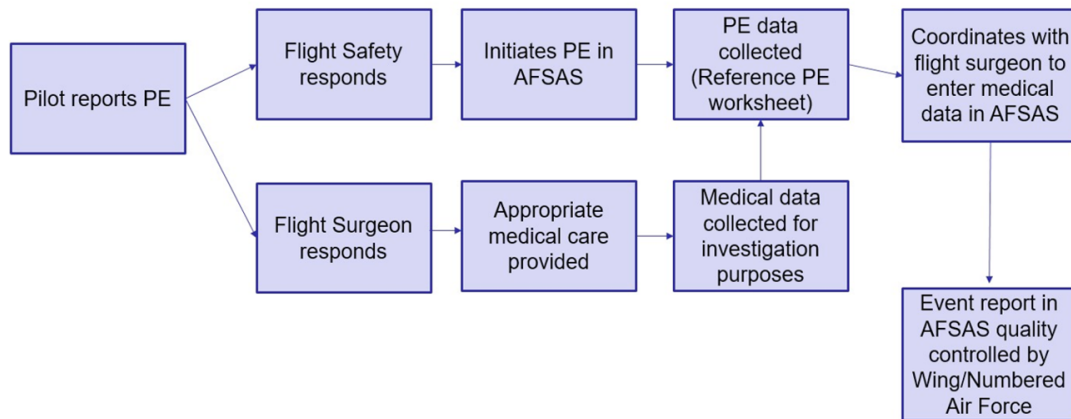 Pilot reports PE
Flight Safety
responds
Initiates PE in
AFSAS
PE data
collected
(Reference PE
worksheet)
Coordinates with
flight surgeon to
enter medical
data in AFSAS
Flight Surgeon
responds
Appropriate
medical care
provided
Medical data
collected for
investigation
purposes
Event report in
AFSAS quality
controlled by
Wing/Numbered
Air Force